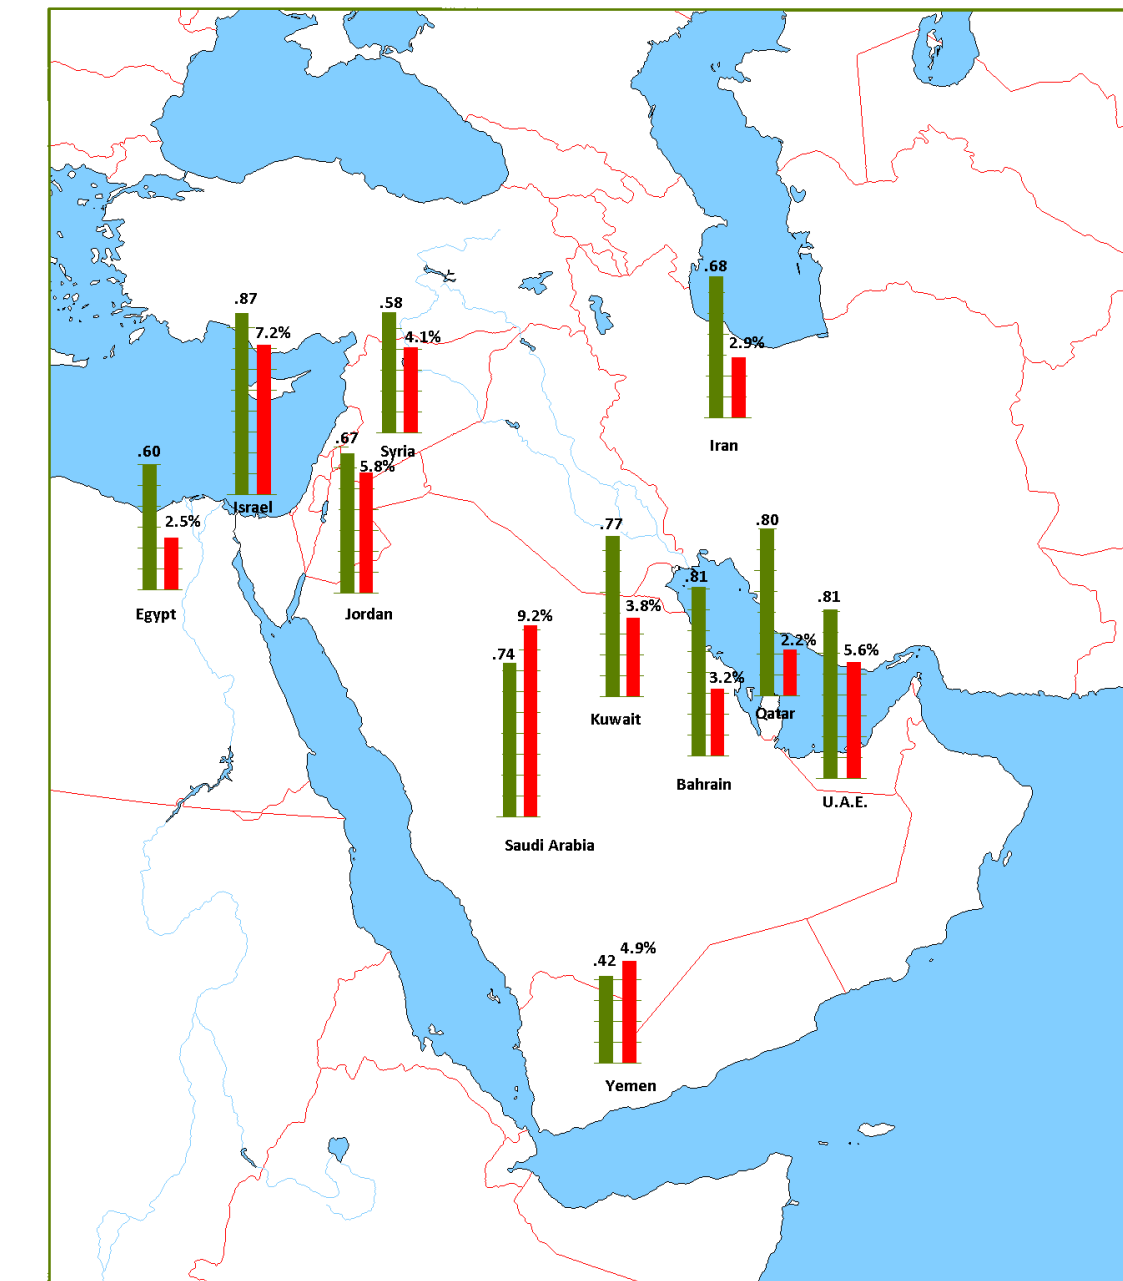 .68
2.9%
Iran
.87
7.2%
Israel
.58
4.1%
Syria
.67
5.8%
Jordan
.60
2.5%
Egypt
.77
3.8%
Kuwait
.81
3.2%
Bahrain
.80
2.2%
Qatar
.81
5.6%
U.A.E.
9.2%
.74
Saudi Arabia
4.9%
.42
Yemen